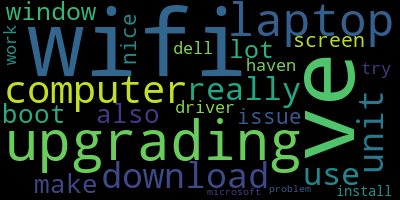 window
work
nice
wifi
dell
lot
haven
laptop
screen
try
ve
computer
really
boot
also
driver
issue
unit
upgrading
make
download
use
install
microsoft
problem